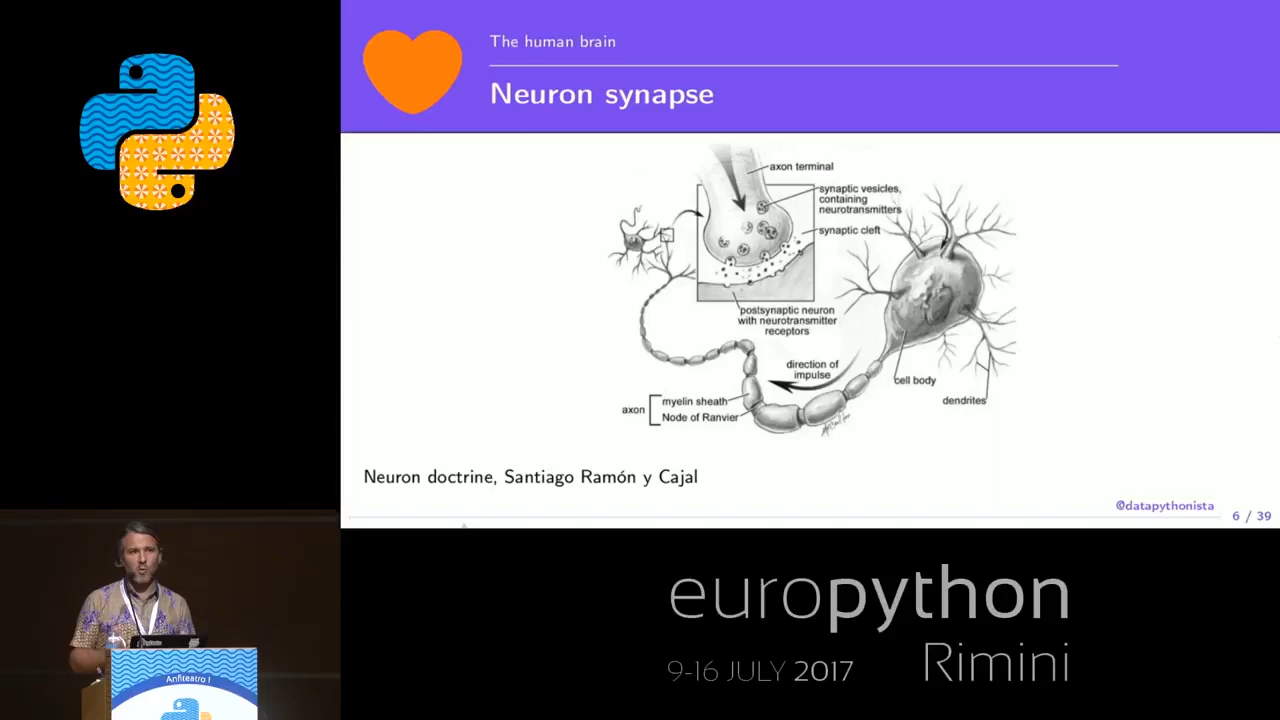 The human brain
Neuron synapse
axon terminal
synaptic vesicles,
containing
neurotransmitters
synaptic cleft
postsynaptic neuron
with neurotransmitter
receptors
direction of
impulse
cell body
dendrites
axon
myelin sheath
Node of Ranvier
Neuron doctrine, Santiago Ramón y Cajal
@datapythonista
6 / 39
Anfiteatro 1
europython
9-16 JULY 2017
Rimini